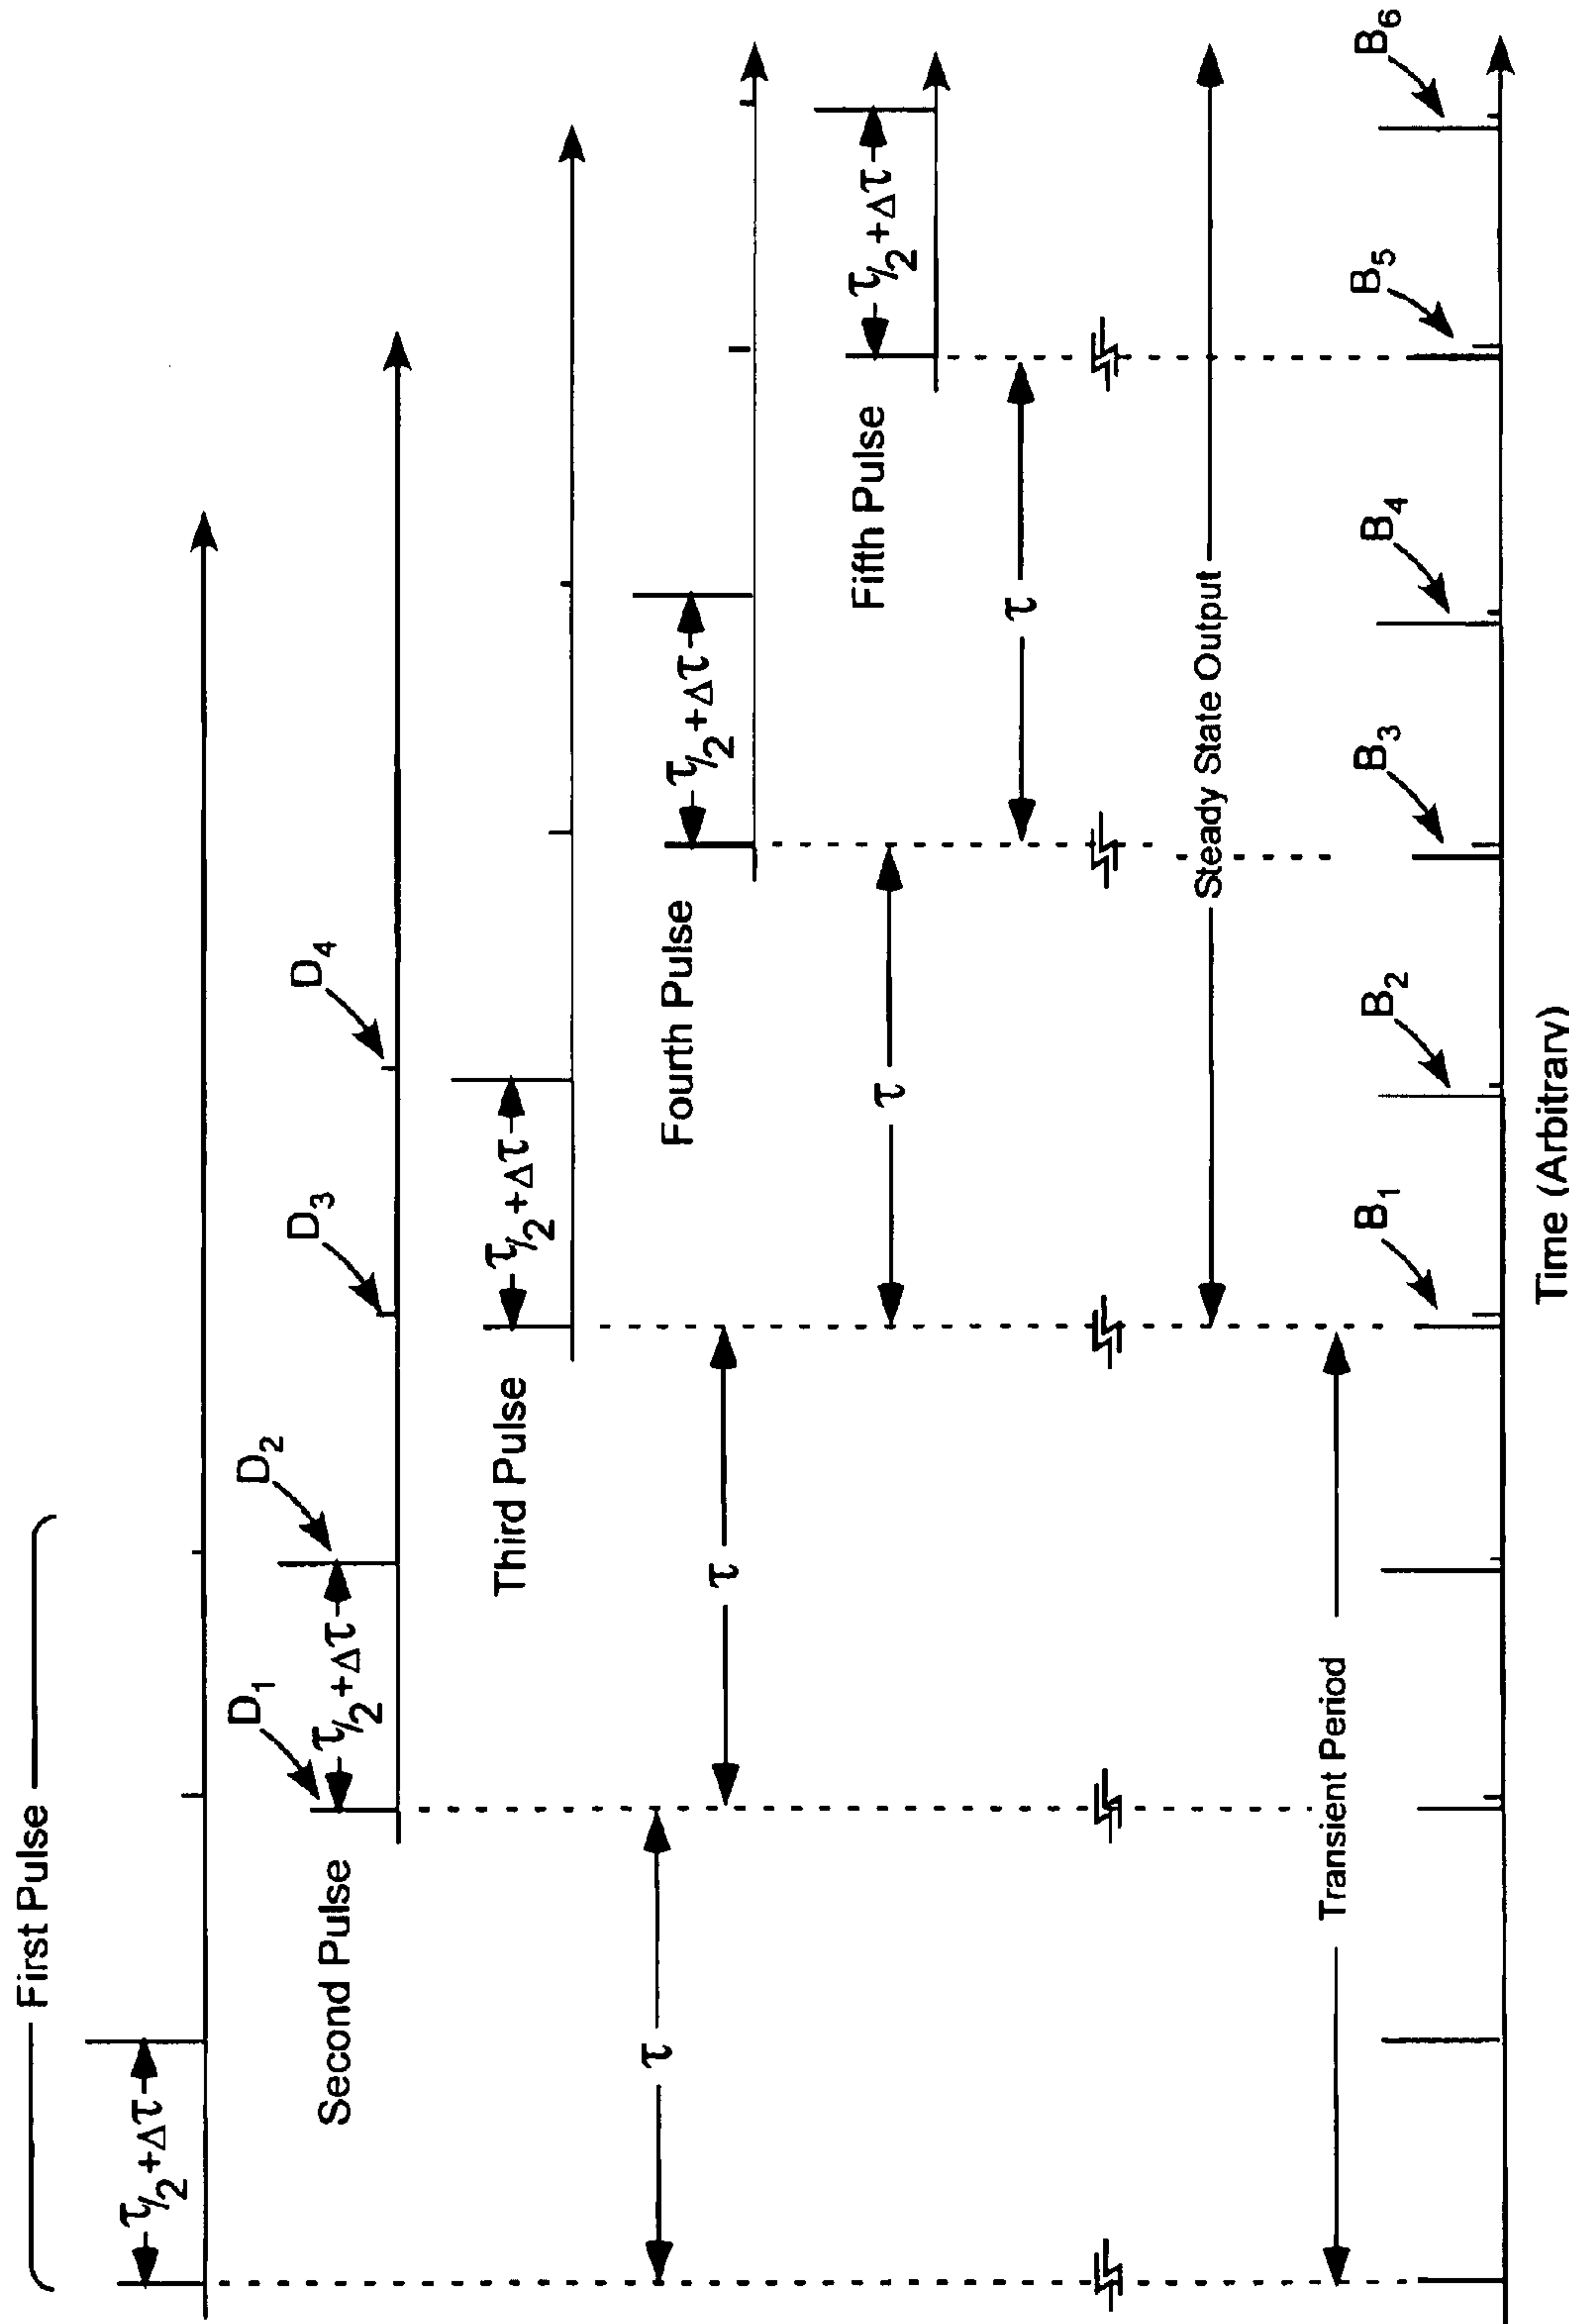 First Pulse
τ/2+Δτ
Second Pulse
D1
D2
D3
D4
τ/2+Δτ
τ
Third Pulse
τ/2+Δτ
τ
Fourth Pulse
τ/2+Δτ
τ
Fifth Pulse
τ/2+Δτ
τ
Steady State Output
Transient Period
B1
B2
B3
B4
B5
B6
Time (Arbitrary)